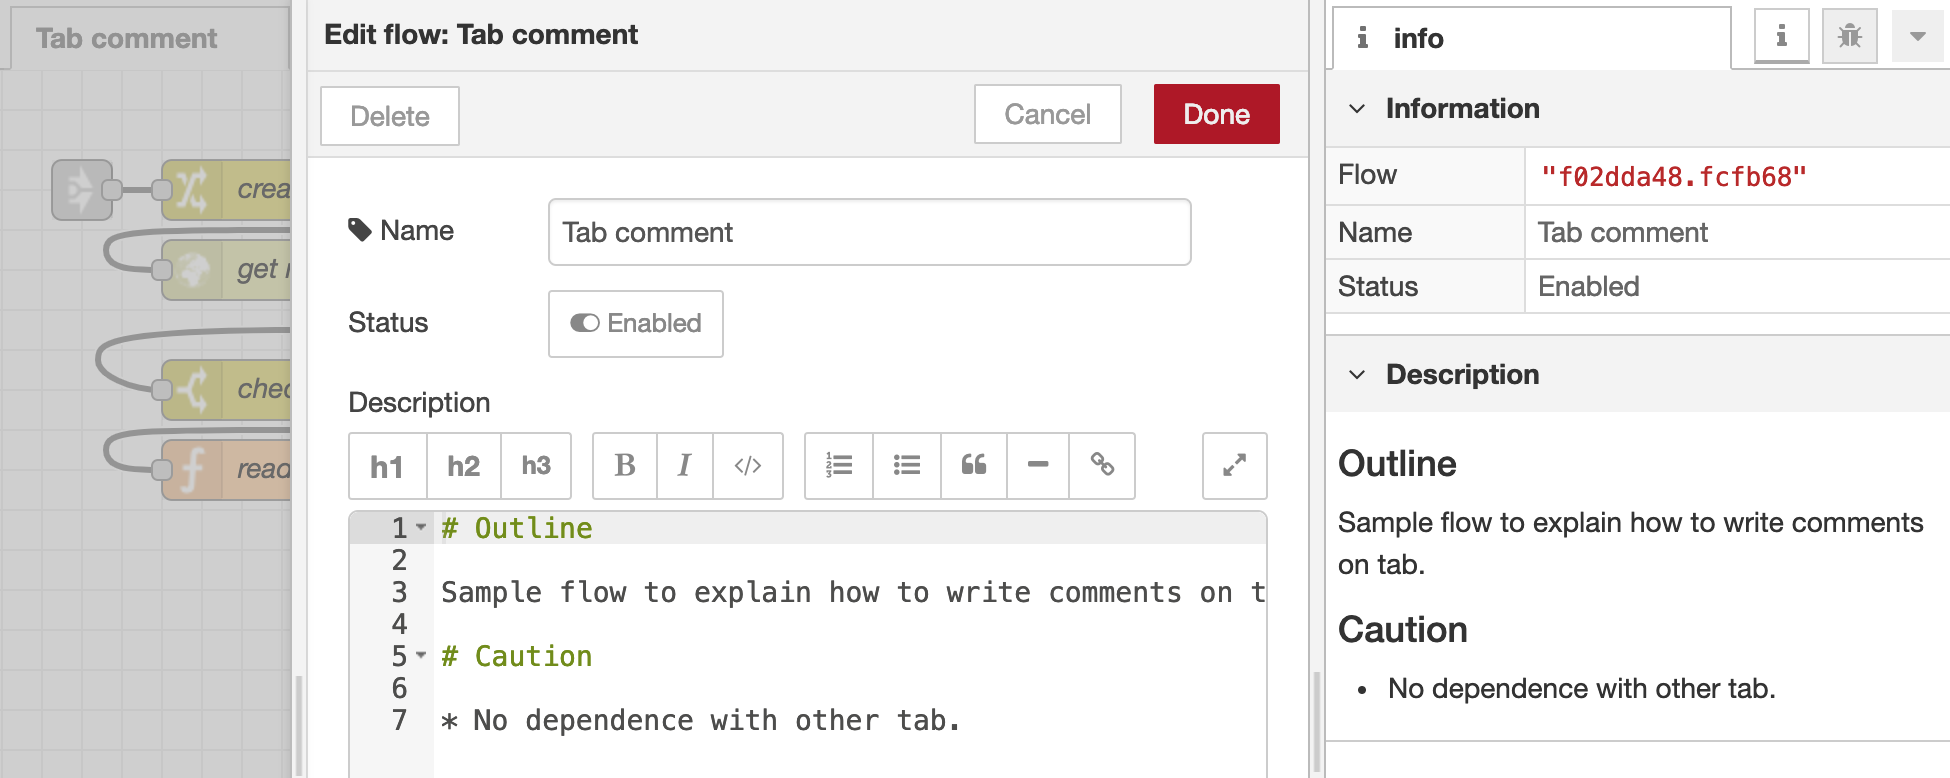 Tab comment
crea
get
chec
read
Edit flow: Tab comment
Delete
Cancel
Done
Name
Tab comment
Status
Enabled
Description
h1 h2 h3 B I </>
1 # Outline
2
3 Sample flow to explain how to write comments on t
4
5 # Caution
6
7 * No dependence with other tab.
i info
i
Information
Flow "f02dda48.fcfb68"
Name Tab comment
Status Enabled
Description
Outline
Sample flow to explain how to write comments
on tab.
Caution
• No dependence with other tab.